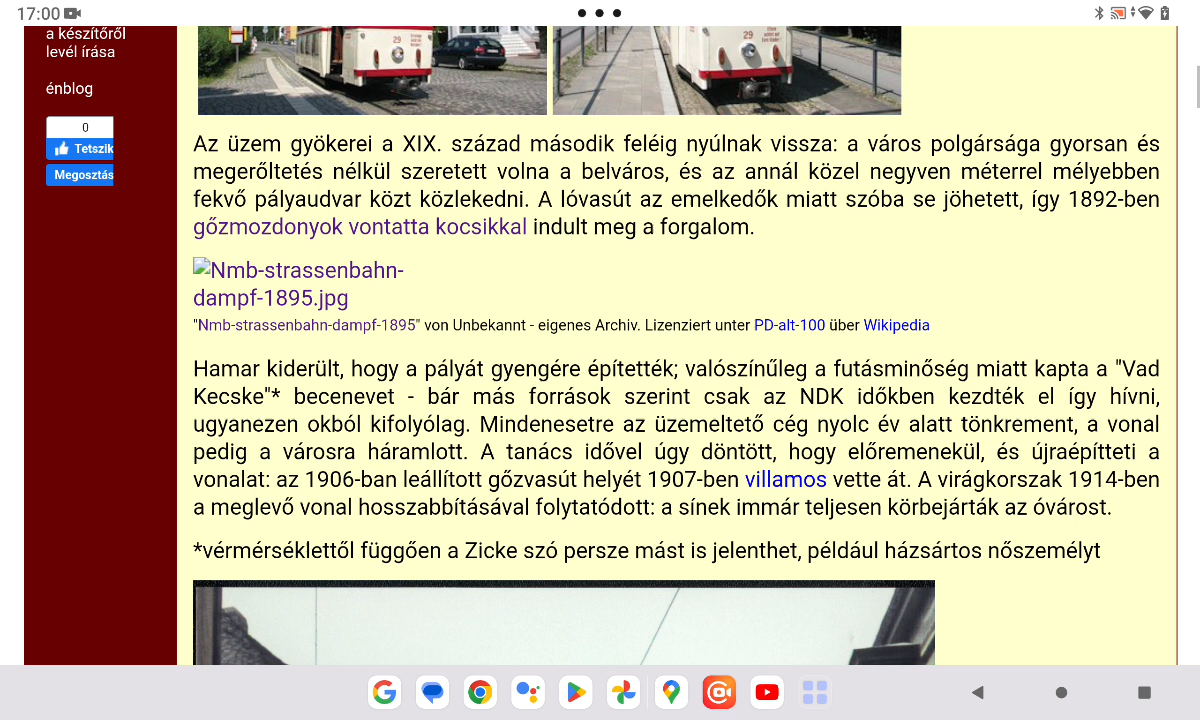 17:00
a készítőről
levél írása
énblog
0
Tetszik
Megosztás
29
29
Az üzem gyökerei a XIX. század második feléig nyúlnak vissza: a város polgársága gyorsan és
megerőltetés nélkül szeretett volna a belváros, és az annál közel negyven méterrel mélyebben
fekvő pályaudvar közt közlekedni. A lóvasút az emelkedők miatt szóba se jöhetett, így 1892-ben
gőzmozdonyok vontatta kocsikkal indult meg a forgalom.
Nmb-strassenbahn-
dampf-1895.jpg
"Nmb-strassenbahn-dampf-1895" von Unbekannt - eigenes Archiv. Lizenziert unter PD-alt-100 über Wikipedia
Hamar kiderült, hogy a pályát gyengére építették; valószínűleg a futásminőség miatt kapta a "Vad
Kecske"* becenevet - bár más források szerint csak az NDK időkben kezdték el így hívni,
ugyanezen okból kifolyólag. Mindenesetre az üzemeltető cég nyolc év alatt tönkrement, a vonal
pedig a városra háramlott. A tanács idővel úgy döntött, hogy előremenekül, és újraépítteti a
vonalat: az 1906-ban leállított gőzvasút helyét 1907-ben villamos vette át. A virágkorszak 1914-ben
a meglevő vonal hosszabbításával folytatódott: a sínek immár teljesen körbejárták az óvárost.
*vérmérséklettől függően a Zicke szó persze mást is jelenthet, például házsártos nőszemélyt